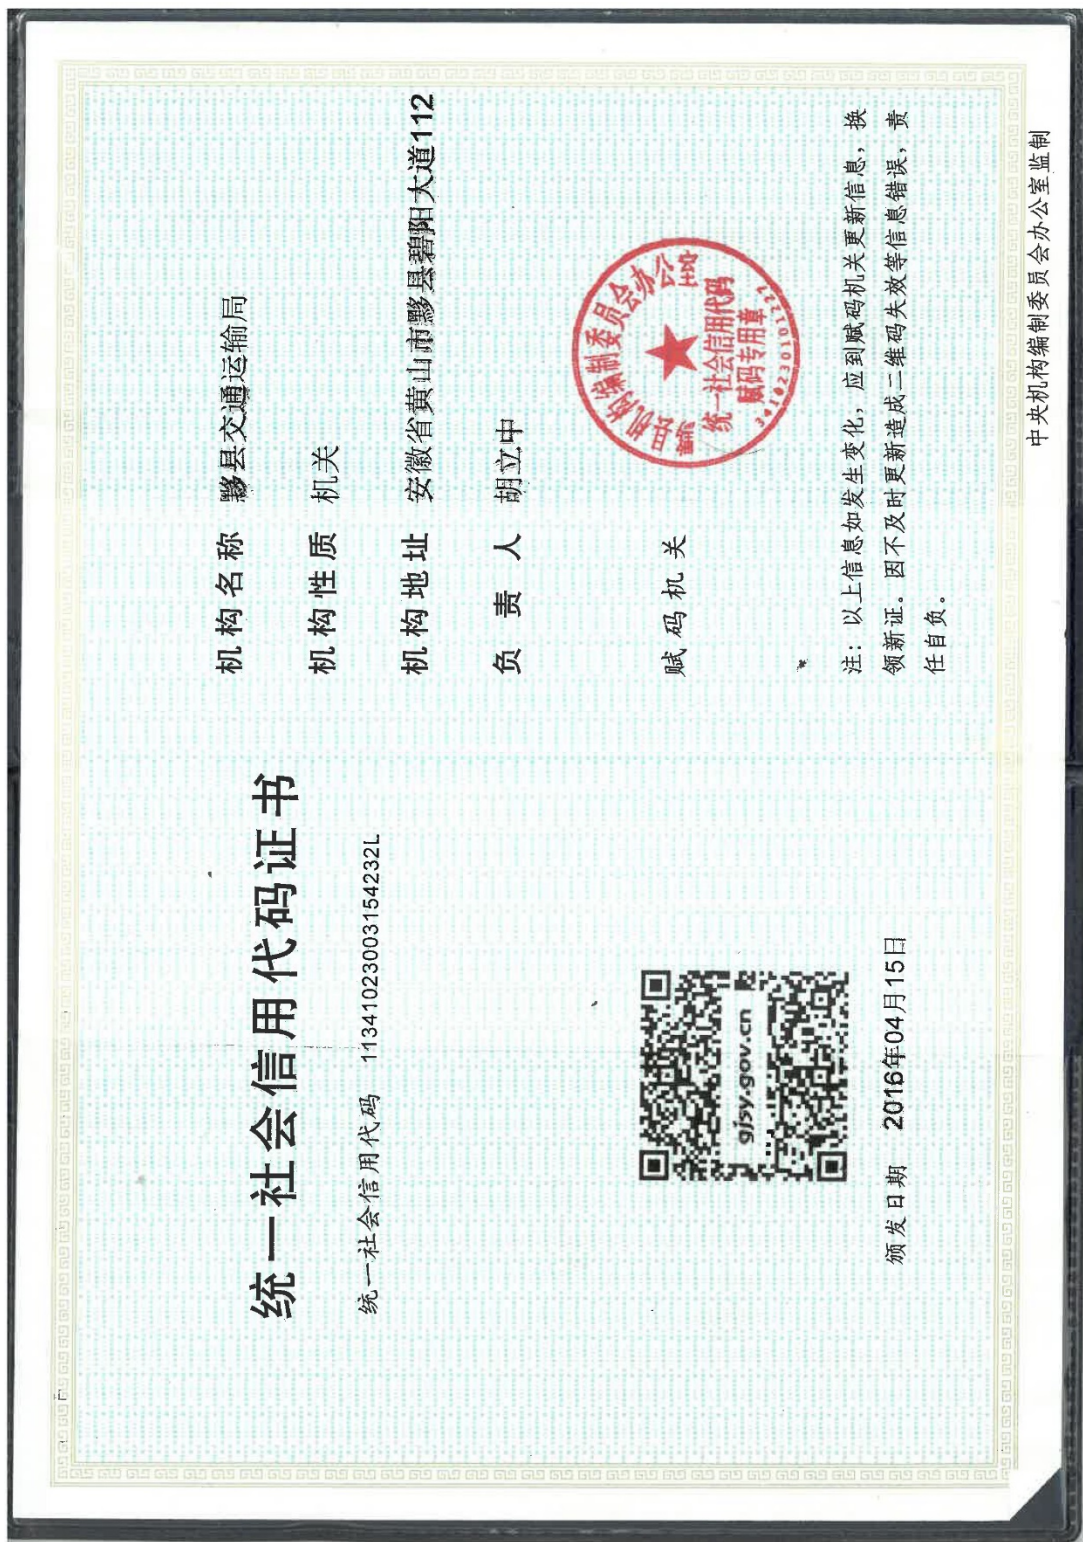 统一社会信用代码证书
统一社会信用代码 11341023003154232L
gjsy.gov.cn
颁发日期 2016年04月15日
机构名称 黟县交通运输局
机构性质 机关
机构地址 安徽省黄山市黟县碧阳大道112
负责人 胡立中
赋码机关
黟县机构编制委员会办公室
统一社会信用代码
赋码专用章
注：以上信息如发生变化，应到赋码机关更新信息，换
领新证。因不及时更新造成二维码失效等信息错误，责
任自负。
中央机构编制委员会办公室监制